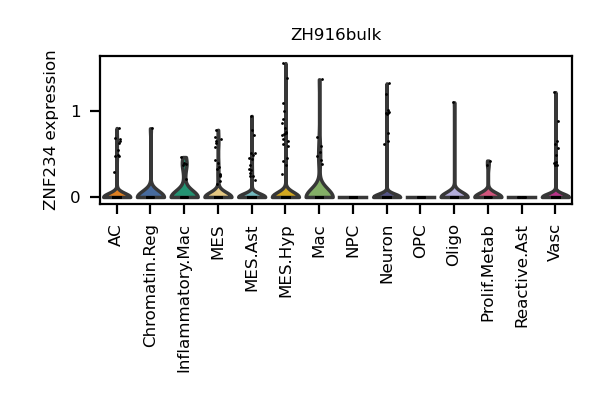 ZH916bulk
ZNF234 expression
1
0
AC
Chromatin.Reg
Inflammatory.Mac
MES
MES.Ast
MES.Hyp
Mac
NPC
Neuron
OPC
Oligo
Prolif.Metab
Reactive.Ast
Vasc